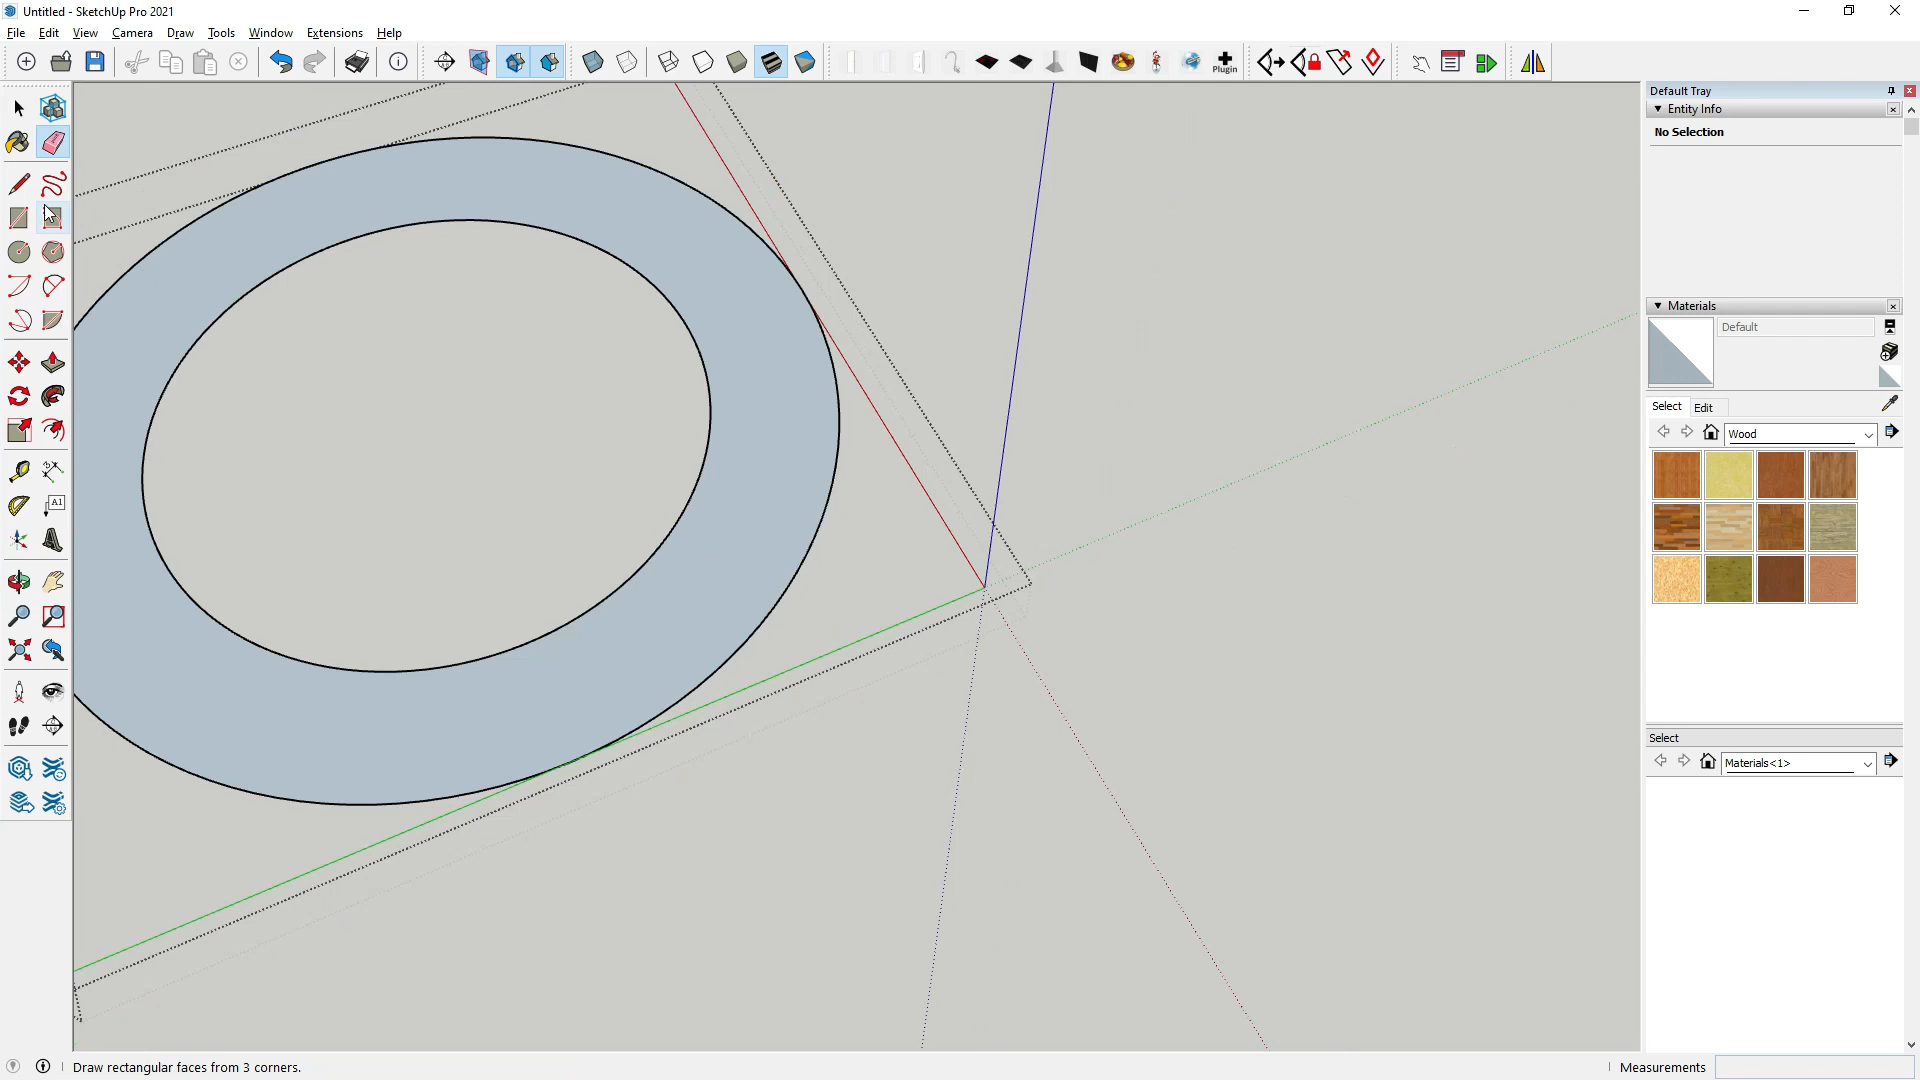 Untitled - SketchUp Pro 2021
File Edit View Camera Draw Tools Window Extensions Help
Plugin
Default Tray
Entity Info
No Selection
Materials
Default
Select Edit
Wood
A1
Select
Materials<1>
Draw rectangular faces from 3 corners.
Measurements